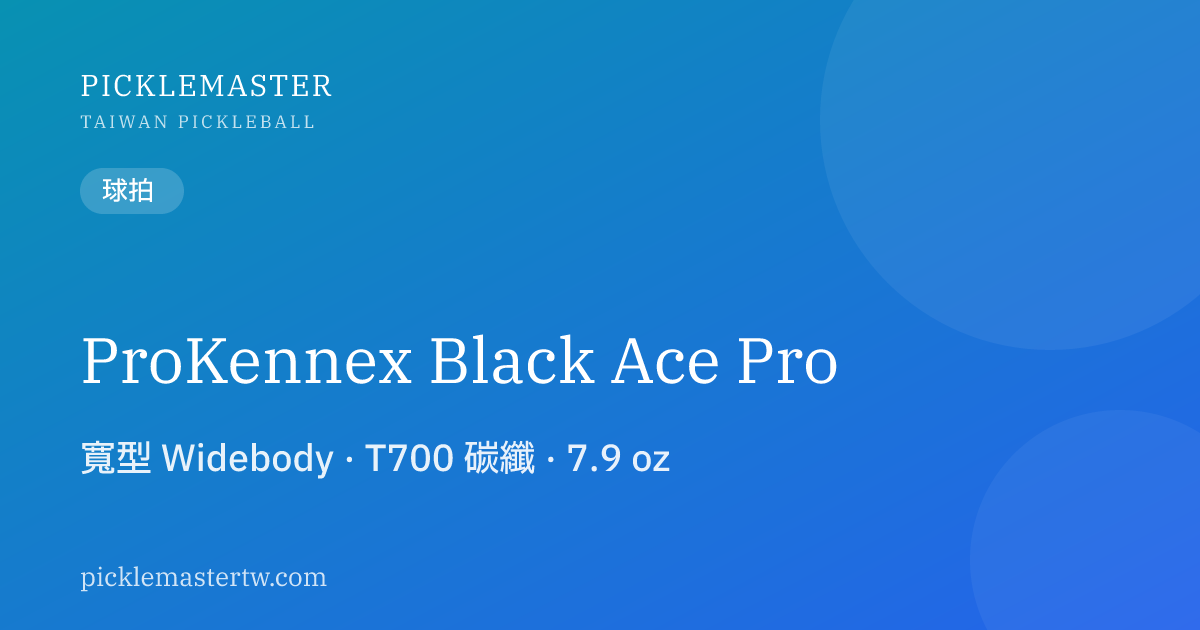 PICKLEMASTER
TAIWAN PICKLEBALL
球拍
ProKennex Black Ace Pro
寬型 Widebody · T700 碳纖 · 7.9 oz
picklemastertw.com